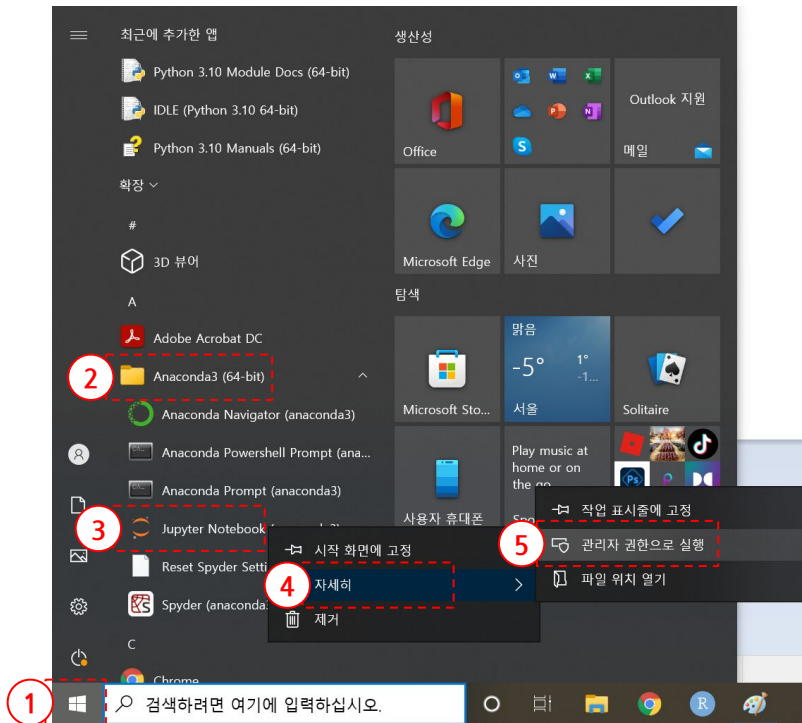 최근에 추가한 앱
Python 3.10 Module Docs (64-bit)
IDLE (Python 3.10 64-bit)
Python 3.10 Manuals (64-bit)
확장
#
3D 뷰어
A
Adobe Acrobat DC
2
Anaconda3 (64-bit)
Anaconda Navigator (anaconda3)
Anaconda Powershell Prompt (ana...
Anaconda Prompt (anaconda3)
3
Jupyter Notebook
Reset Spyder Setti
Spyder (anaconda
C
Chrome
생산성
Office
Outlook 지원
메일
Microsoft Edge
사진
탐색
Microsoft Sto...
맑음
-5°
1°
-1...
서울
Solitaire
사용자 휴대폰
Play music at
home or on
the go
Ps
시작 화면에 고정
4
자세히
제거
작업 표시줄에 고정
5
관리자 권한으로 실행
파일 위치 열기
1
검색하려면 여기에 입력하십시오.
R